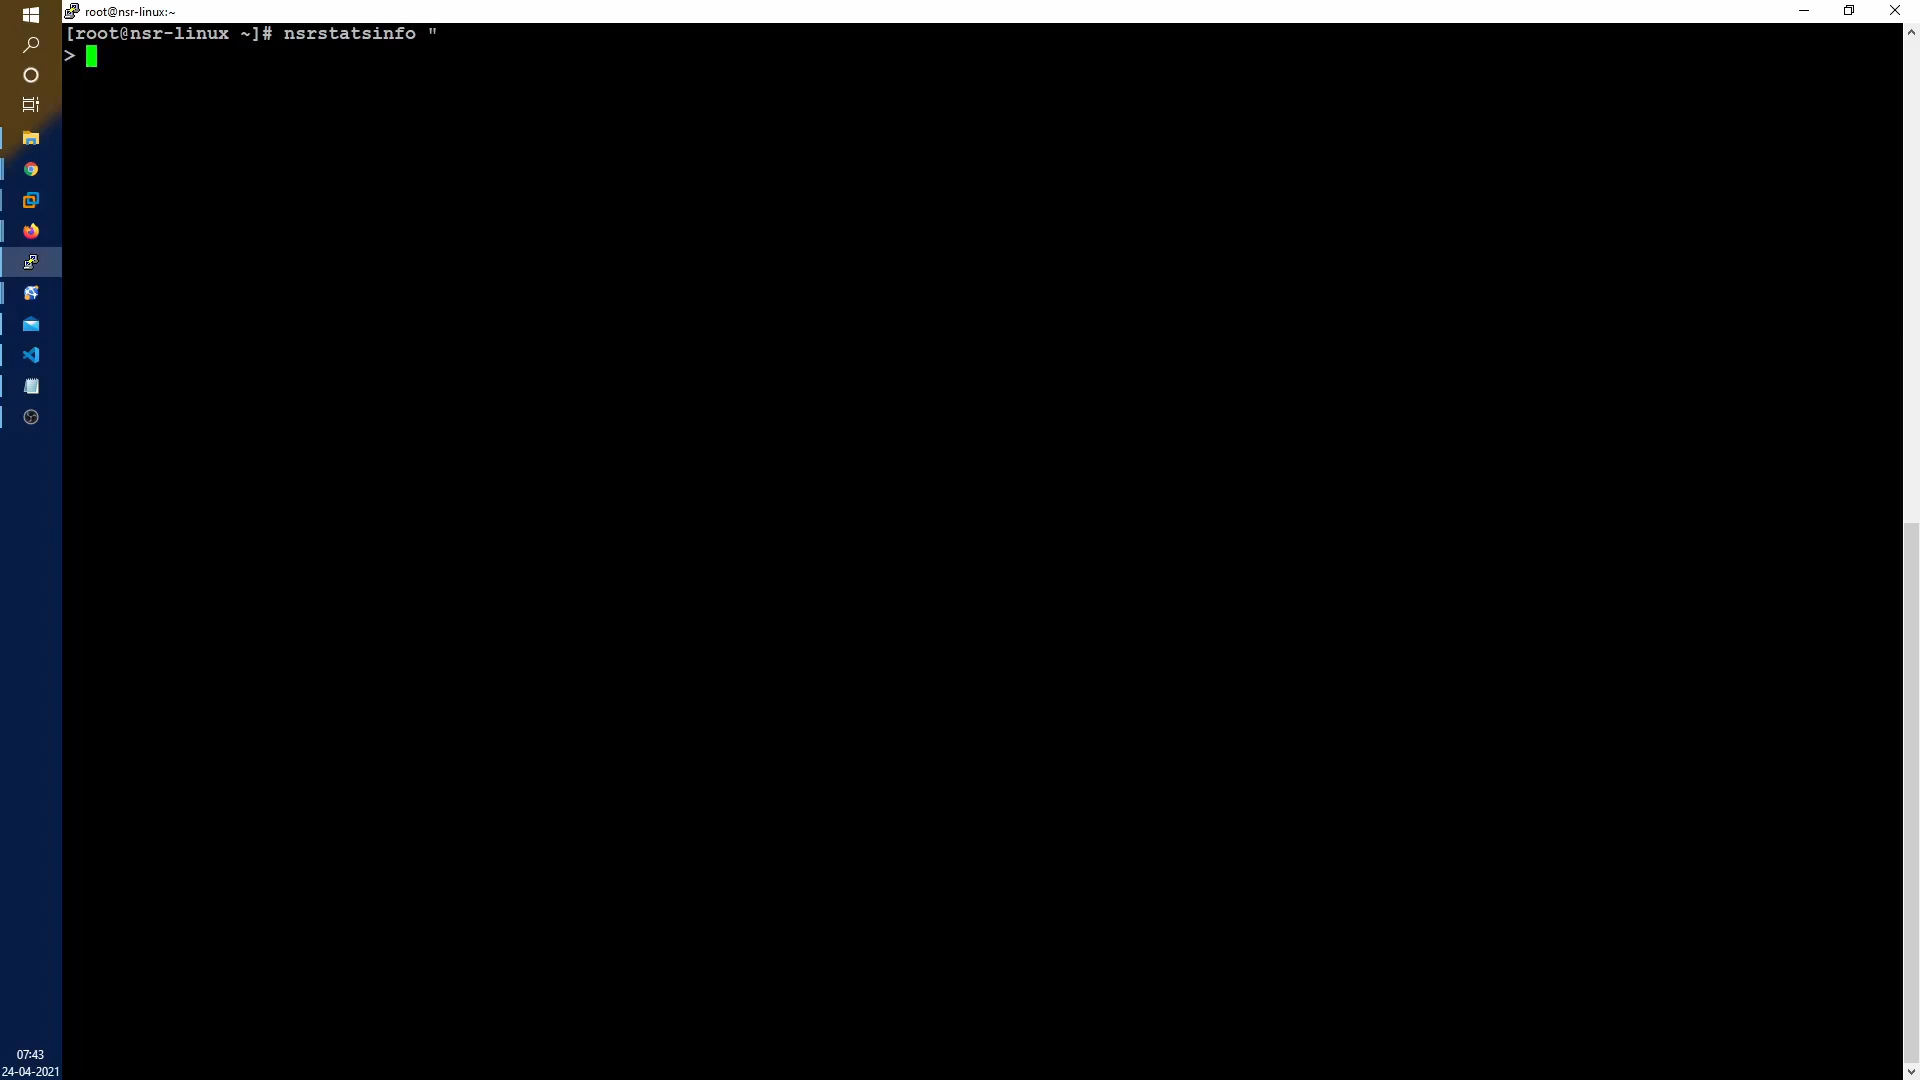 root@nsr-linux:~
[root@nsr-linux ~]# nsrstatsinfo "
>
07:43
24-04-2021